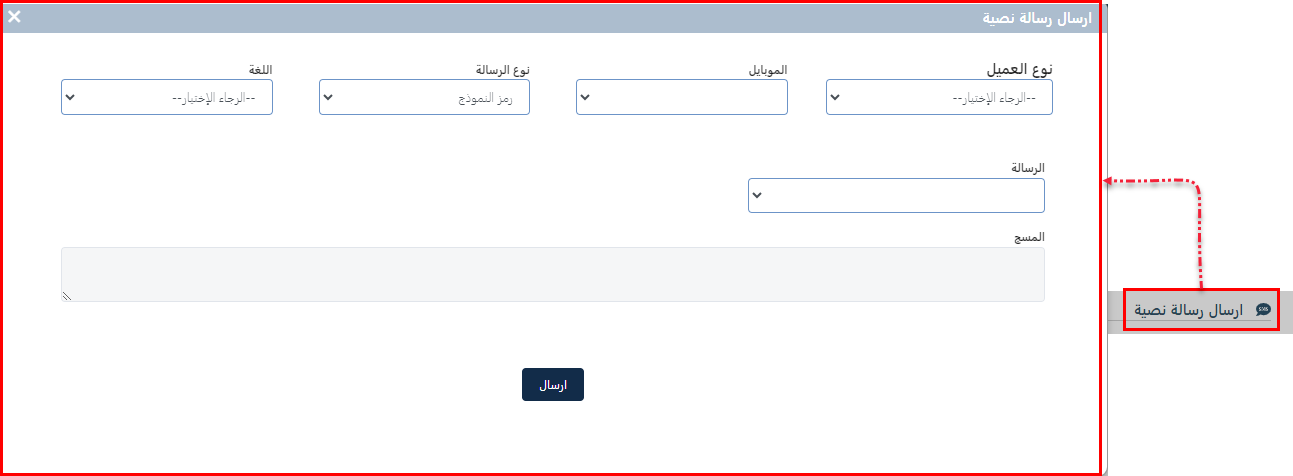 ارسال رسالة نصية
نوع العميل
الموبايل
نوع الرسالة
اللغة
--الرجاء الإختيار--
رمز النموذج
--الرجاء الإختيار--
الرسالة
المسج
ارسال رسالة نصية
ارسال